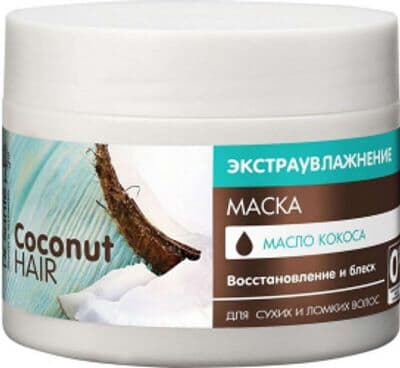 Coconut
HAIR
ЭКСТРАУВЛАЖНЕНИЕ
МАСКА
МАСЛО КОКОСА
Восстановление и блеск
ДЛЯ СУХИХ И ЛОМКИХ ВОЛОС